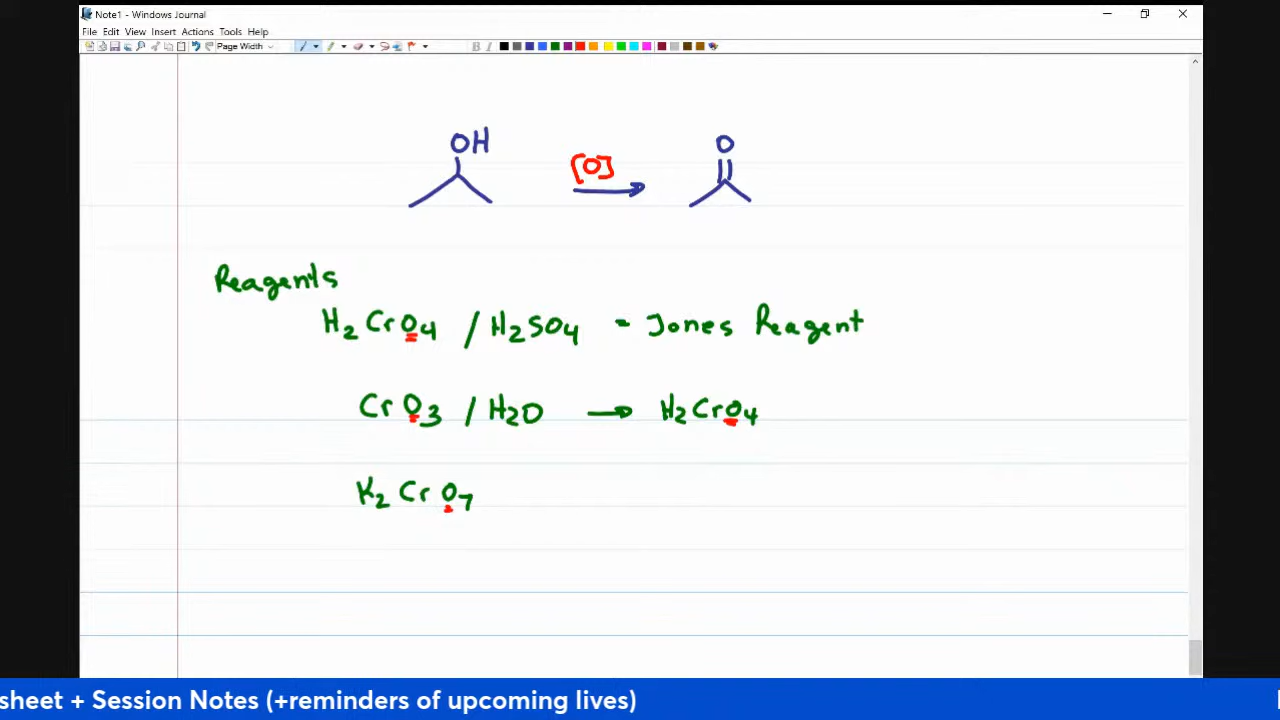 Note1 - Windows Journal
File Edit View Insert Actions Tools Help
Page Width B I
OH
[O]
O
Reagents
H2CrO4 / H2SO4 - Jones Reagent
CrO3 / H2O → H2CrO4
K2CrO7
sheet + Session Notes (+reminders of upcoming lives)